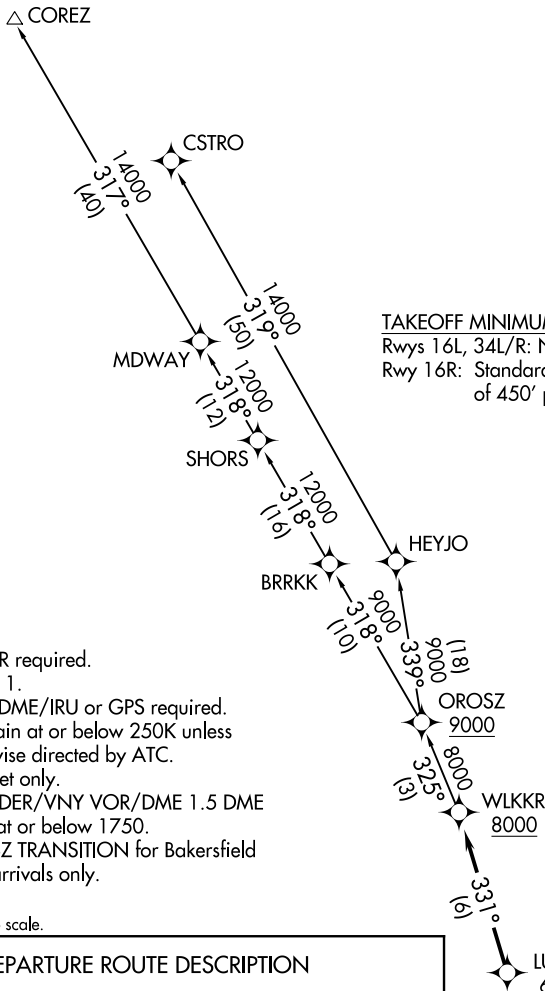 COREZ
CSTRO
14000
317°
(40)
14000
319°
(50)
TAKEOFF MINIMUM
Rwys 16L, 34L/R: N
Rwy 16R: Standard
of 450' p
MDWAY
12000
318°
(12)
SHORS
12000
318°
(16)
HEYJO
BRRKK
9000
318°
(10)
(18)
9000
339°
R required.
1.
DME/IRU or GPS required.
ain at or below 250K unless
wise directed by ATC.
et only.
DER/VNY VOR/DME 1.5 DME
at or below 1750.
Z TRANSITION for Bakersfield
arrivals only.
OROSZ
9000
8000
325°
(3)
WLKKR
8000
331°
(6)
scale.
EPARTURE ROUTE DESCRIPTION
LU